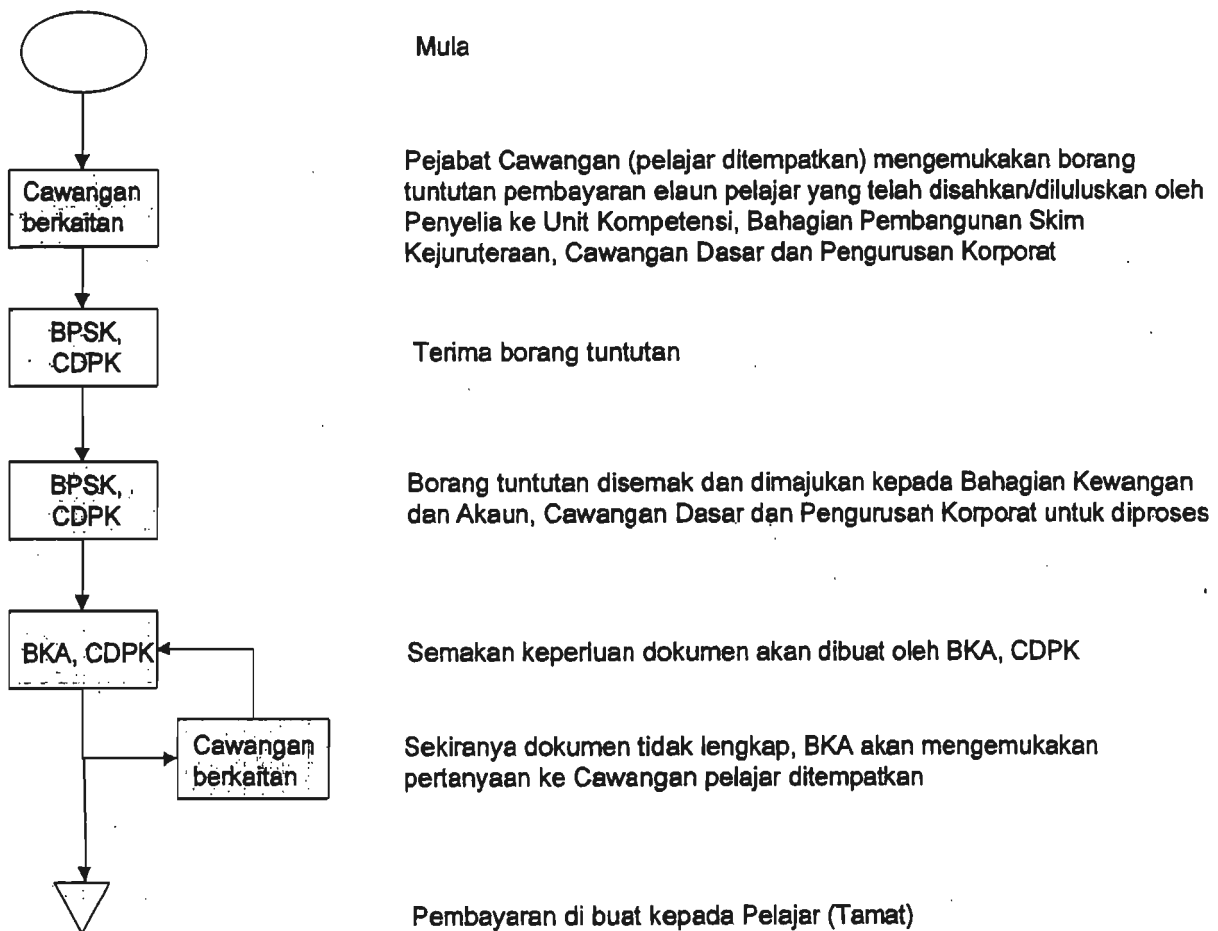 Mula
Cawangan
berkaitan
Pejabat Cawangan (pelajar ditempatkan) mengemukakan borang
tuntutan pembayaran elaun pelajar yang telah disahkan/diluluskan oleh
Penyelia ke Unit Kompetensi, Bahagian Pembangunan Skim
Kejuruteraan, Cawangan Dasar dan Pengurusan Korporat
BPSK,
CDPK
Terima borang tuntutan
BPSK,
CDPK
Borang tuntutan disemak dan dimajukan kepada Bahagian Kewangan
dan Akaun, Cawangan Dasar dan Pengurusan Korporat untuk diproses
BKA, CDPK
Semakan keperluan dokumen akan dibuat oleh BKA, CDPK
Cawangan
berkaitan
Sekiranya dokumen tidak lengkap, BKA akan mengemukakan
pertanyaan ke Cawangan pelajar ditempatkan
Pembayaran di buat kepada Pelajar (Tamat)